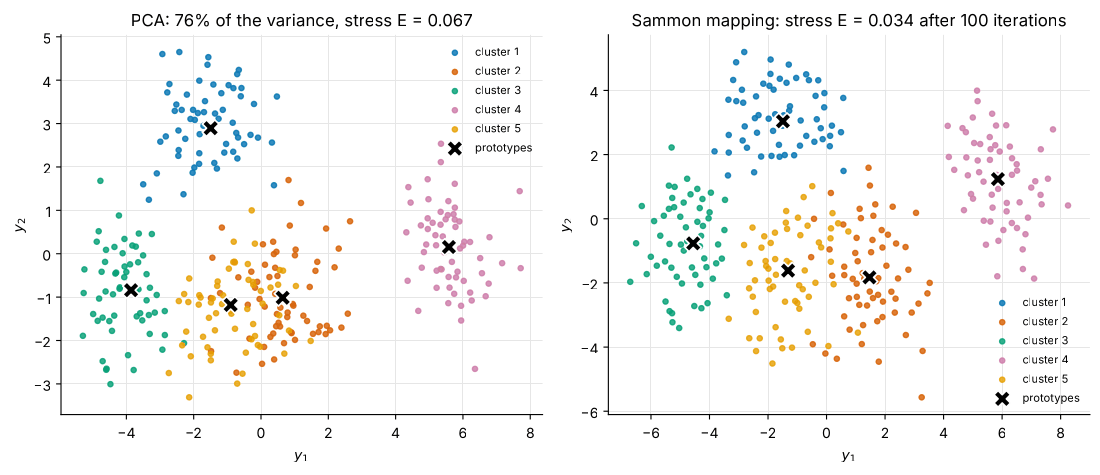 PCA: 76% of the variance, stress E = 0.067
5
4
3
2
1
0
−1
−2
−3
y₂
−4
−2
0
2
4
6
8
y₁
cluster 1
cluster 2
cluster 3
cluster 4
cluster 5
prototypes
Sammon mapping: stress E = 0.034 after 100 iterations
4
2
0
−2
−4
−6
y₂
−6
−4
−2
0
2
4
6
8
y₁
cluster 1
cluster 2
cluster 3
cluster 4
cluster 5
prototypes